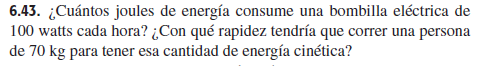 6.43. ¿Cuántos joules de energía consume una bombilla eléctrica de
100 watts cada hora? ¿Con qué rapidez tendría que correr una persona
de 70 kg para tener esa cantidad de energía cinética?